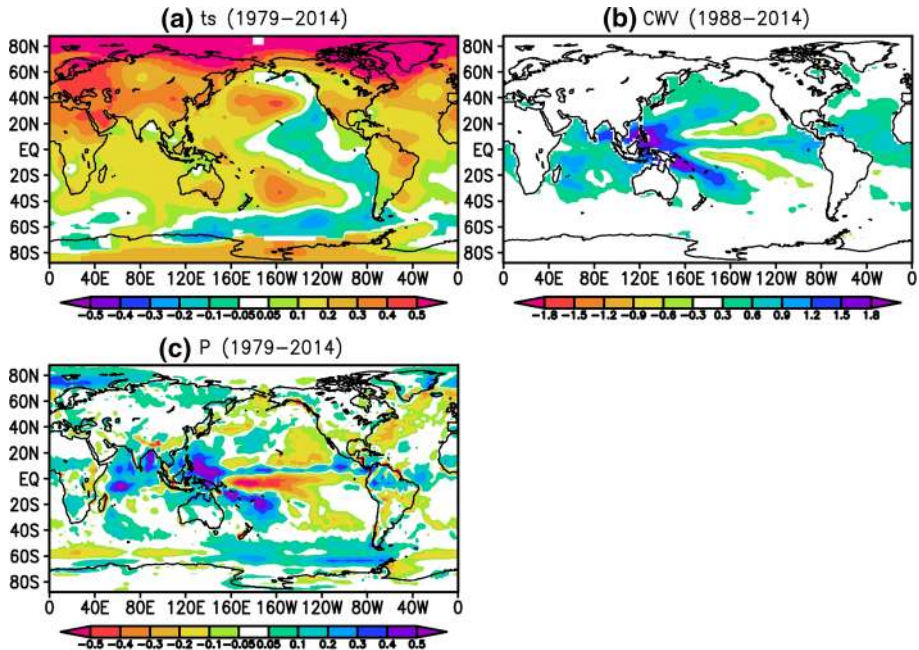 (a) ts (1979−2014)
80N
60N
40N
20N
EQ
20S
40S
60S
80S
0 40E 80E 120E 160E 160W 120W 80W 40W 0
−0.5 −0.4 −0.3 −0.2 −0.1 −0.05 0.05 0.1 0.2 0.3 0.4 0.5
(b) CWV (1988−2014)
80N
60N
40N
20N
EQ
20S
40S
60S
80S
0 40E 80E 120E 160E 160W 120W 80W 40W 0
−1.8 −1.5 −1.2 −0.9 −0.6 −0.3 0.3 0.6 0.9 1.2 1.5 1.8
(c) P (1979−2014)
80N
60N
40N
20N
EQ
20S
40S
60S
80S
0 40E 80E 120E 160E 160W 120W 80W 40W 0
−0.5 −0.4 −0.3 −0.2 −0.1 −0.05 0.05 0.1 0.2 0.3 0.4 0.5